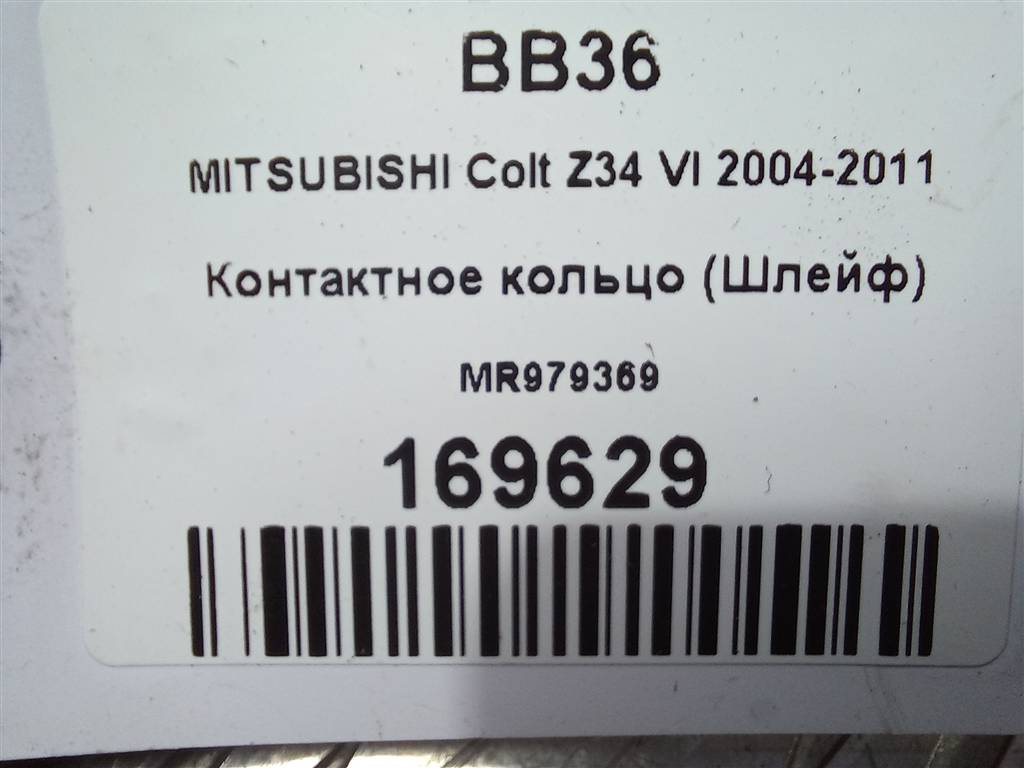 BB36
MITSUBISHI Colt Z34 VI 2004-2011
Контактное кольцо (Шлейф)
MR979369
169629